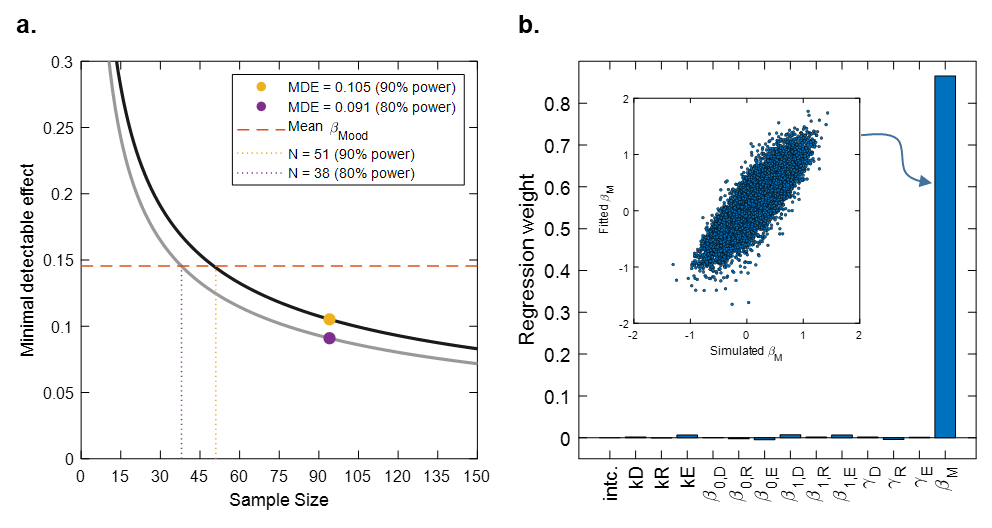 a.
0.3
0.25
0.2
0.15
0.1
0.05
0
Minimal detectable effect
MDE = 0.105 (90% power)
MDE = 0.091 (80% power)
Mean β_Mood
N = 51 (90% power)
N = 38 (80% power)
0 15 30 45 60 75 90 105 120 135 150
Sample Size
b.
0.8
0.7
0.6
0.5
0.4
0.3
0.2
0.1
0
Regression weight
2
1
0
-1
-2
Fitted β_M
-2 -1 0 1 2
Simulated β_M
intc.
kD
kR
kE
β_0,D
β_0,R
β_0,E
β_1,D
β_1,R
β_1,E
γ_D
γ_R
γ_E
β_M